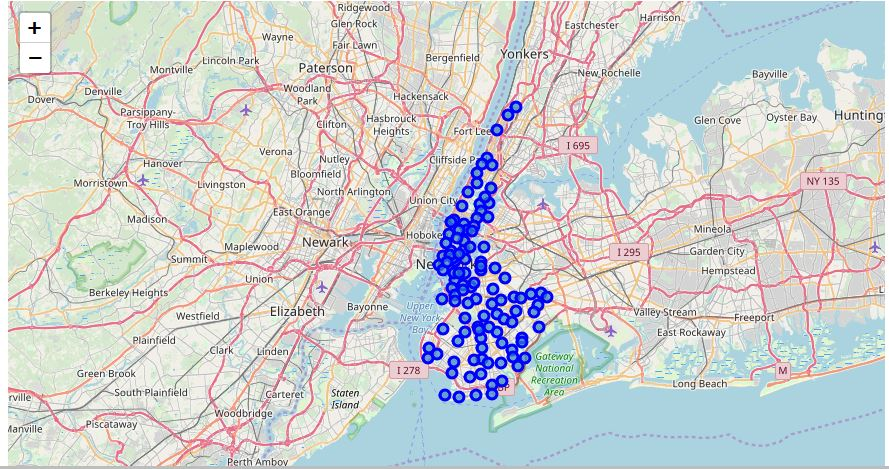 +
−
Ridgewood
Glen Rock
Wayne
Fair Lawn
Bergenfield
Yonkers
Eastchester
Harrison
Lincoln Park
Montville
Paterson
New Rochelle
Bayville
Denville
Dover
Woodland
Park
Hackensack
Parsippany-
Troy Hills
Clifton
Hasbrouck
Heights
Fort Lee
Glen Cove
Oyster Bay
Huntin
I 695
Verona
Nutley
Cliffside P
Hanover
Bloomfield
Morristown
Livingston
North Arlington
NY 135
Union City
East Orange
Madison
Mineola
Maplewood
Newark
Hoboke
I 295
Garden City
Summit
Ne
Hempstead
Union
Berkeley Heights
Bayonne
Upper
New York
Bay
Westfield
Elizabeth
Valley Stream
Freeport
East Rockaway
Plainfield
Clark
Linden
Gateway
National
Recreation
Area
I 278
M
Green Brook
Long Beach
South Plainfield
Carteret
Staten
Island
rville
Woodbridge
Piscataway
Manville
Perth Amboy